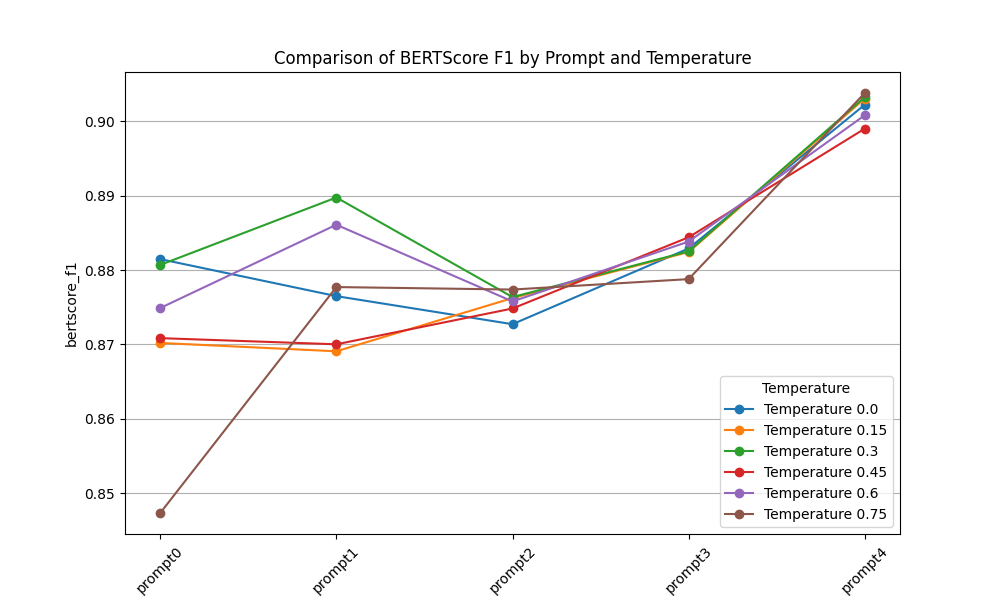 Comparison of BERTScore F1 by Prompt and Temperature
bertscore_f1
0.90
0.89
0.88
0.87
0.86
0.85
prompt0
prompt1
prompt2
prompt3
prompt4
Temperature
Temperature 0.0
Temperature 0.15
Temperature 0.3
Temperature 0.45
Temperature 0.6
Temperature 0.75